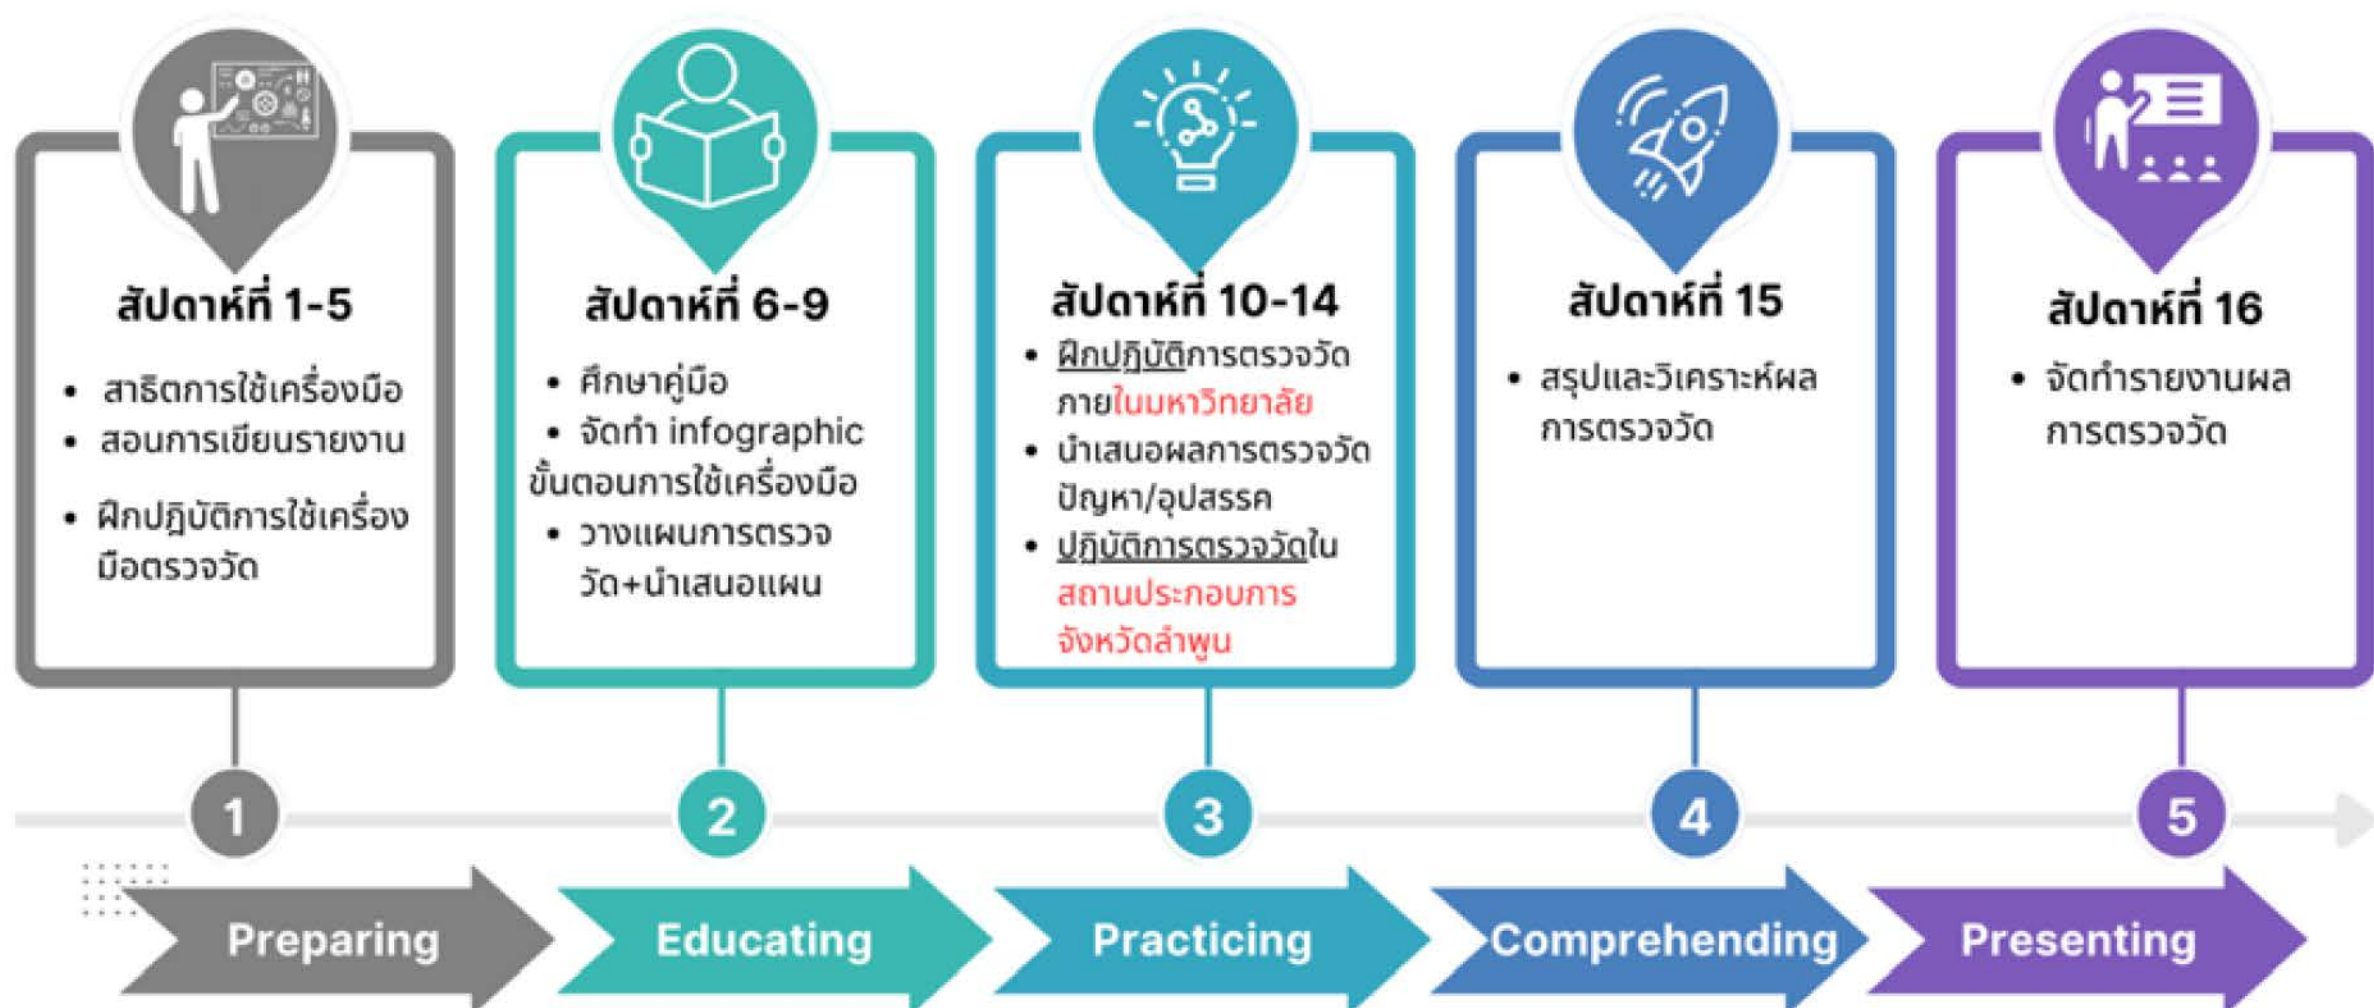 สัปดาห์ที่ 1-5
• สาธิตการใช้เครื่องมือ
• สอนการเขียนรายงาน
• ฝึกปฏิบัติการใช้เครื่อง
มือตรวจวัด
สัปดาห์ที่ 6-9
• ศึกษาคู่มือ
• จัดทำ infographic
ขั้นตอนการใช้เครื่องมือ
• วางแผนการตรวจ
วัด+นำเสนอแผน
สัปดาห์ที่ 10-14
• ฝึกปฏิบัติการตรวจวัด
ภายในมหาวิทยาลัย
• นำเสนอผลการตรวจวัด
ปัญหา/อุปสรรค
• ปฏิบัติการตรวจวัดใน
สถานประกอบการ
จังหวัดลำพูน
สัปดาห์ที่ 15
• สรุปและวิเคราะห์ผล
การตรวจวัด
สัปดาห์ที่ 16
• จัดทำรายงานผล
การตรวจวัด
1
2
3
4
5
Preparing
Educating
Practicing
Comprehending
Presenting